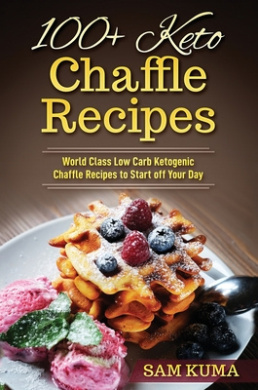 100+ Keto
Chaffle
Recipes
World Class Low Carb Ketogenic
Chaffle Recipes to Start off Your Day
SAM KUMA